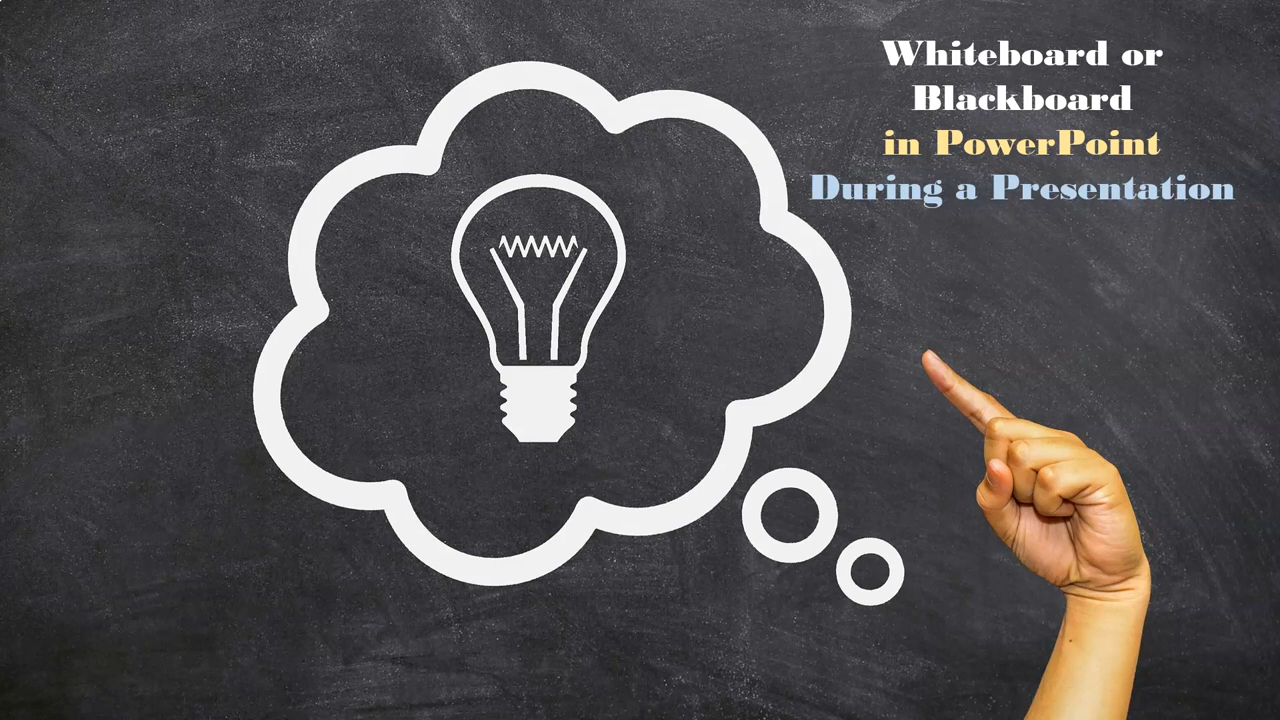 Whiteboard or
Blackboard
in PowerPoint
During a Presentation